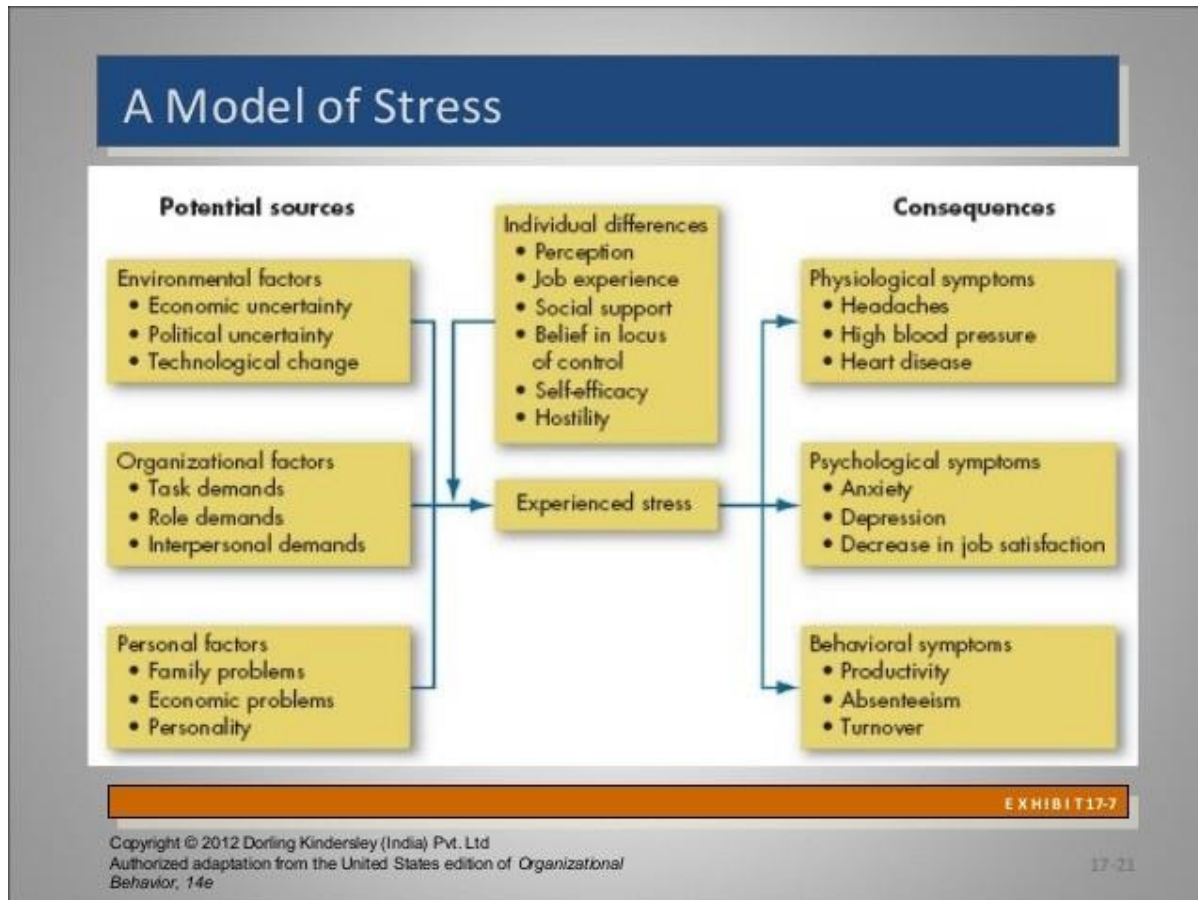 A Model of Stress
Potential sources
Environmental factors
• Economic uncertainty
• Political uncertainty
• Technological change
Organizational factors
• Task demands
• Role demands
• Interpersonal demands
Personal factors
• Family problems
• Economic problems
• Personality
Individual differences
• Perception
• Job experience
• Social support
• Belief in locus
of control
• Self-efficacy
• Hostility
Experienced stress
Consequences
Physiological symptoms
• Headaches
• High blood pressure
• Heart disease
Psychological symptoms
• Anxiety
• Depression
• Decrease in job satisfaction
Behavioral symptoms
• Productivity
• Absenteeism
• Turnover
EXHIBIT 17-7
Copyright © 2012 Dorling Kindersley (India) Pvt. Ltd
Authorized adaptation from the United States edition of Organizational
Behavior, 14e
17-21